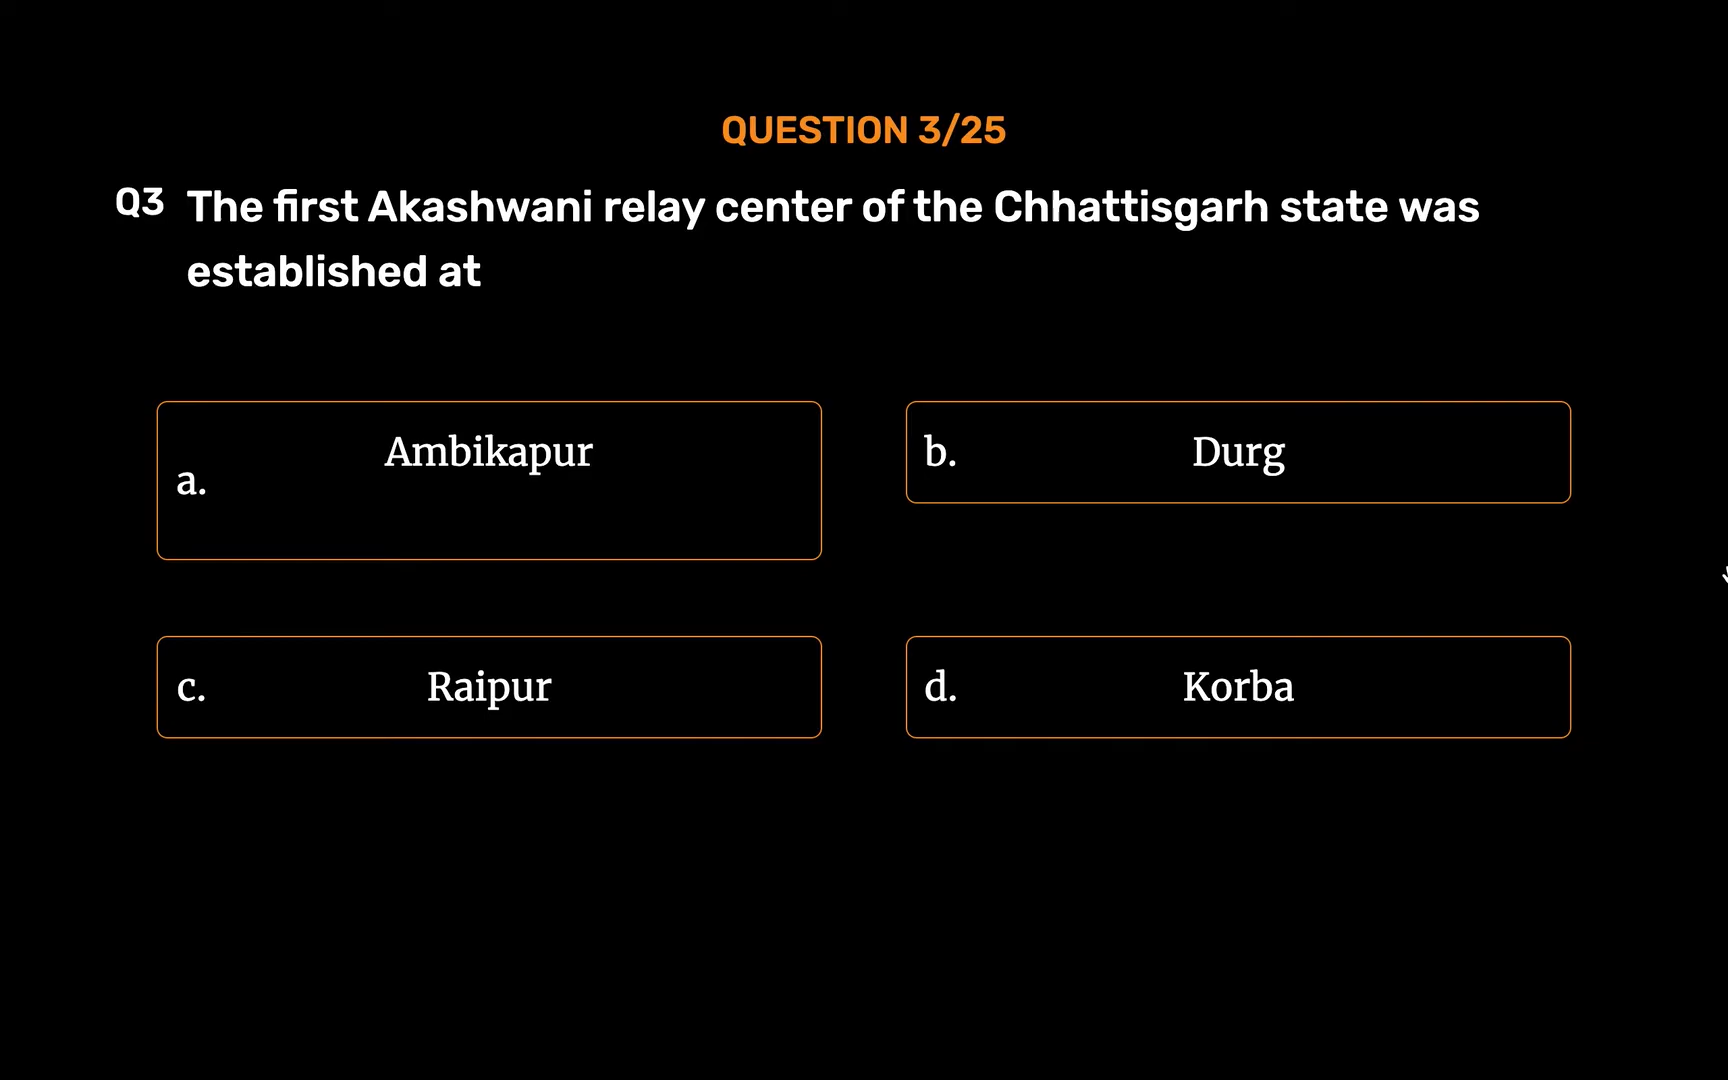 QUESTION 3/25
Q3 The first Akashwani relay center of the Chhattisgarh state was
established at
a. Ambikapur
b. Durg
c. Raipur
d. Korba